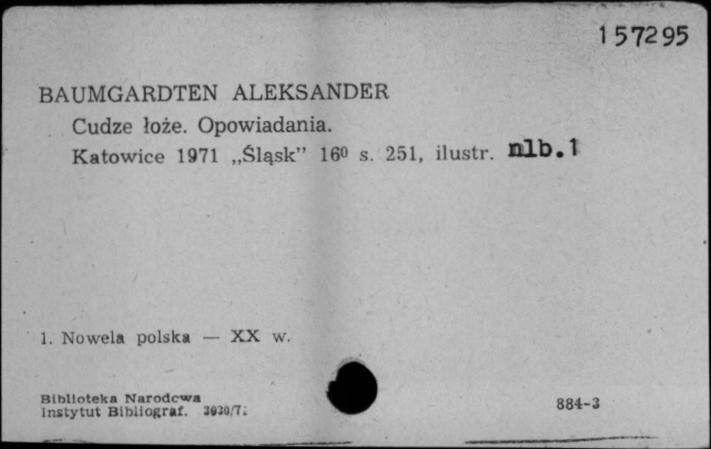 157295
BAUMGARDTEN ALEKSANDER
Cudze łoże. Opowiadania.
Katowice 1971 „Śląsk” 16⁰ s. 251, ilustr. nlb.1
1. Nowela polska — XX w.
Biblioteka Narodowa
Instytut Bibliograf.
884-3